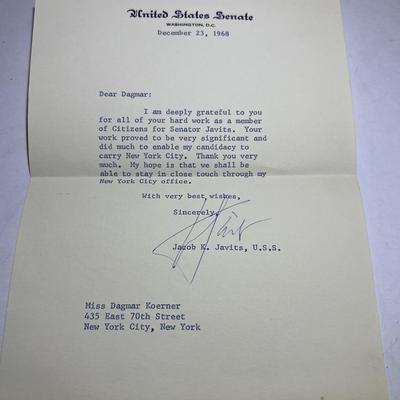 United States Senate
WASHINGTON, D.C.
December 23, 1968
Dear Dagmar:
I am deeply grateful to you
for all of your hard work as a member
of Citizens for Senator Javits. Your
work proved to be very significant and
did much to enable my candidacy to
carry New York City. Thank you very
much. My hope is that we shall be
able to stay in close touch through my
New York City office.
With very best wishes,
Sincerely,
Jacob K. Javits, U.S.S.
Miss Dagmar Koerner
435 East 70th Street
New York City, New York